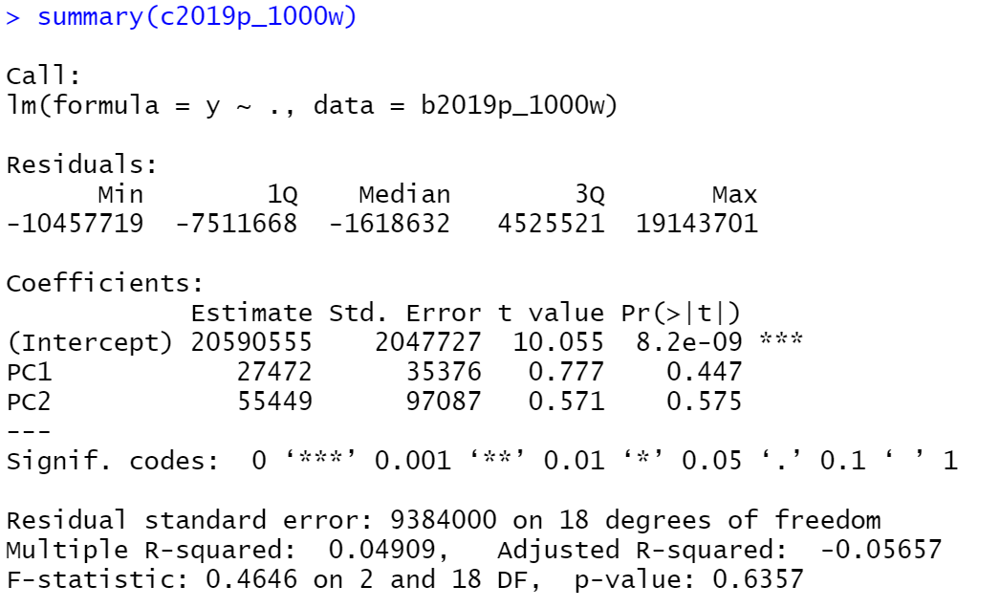 > summary(c2019p_1000w)
Call:
lm(formula = y ~ ., data = b2019p_1000w)
Residuals:
      Min        1Q    Median        3Q       Max
-10457719  -7511668  -1618632   4525521  19143701
Coefficients:
            Estimate Std. Error t value Pr(>|t|)
(Intercept) 20590555    2047727  10.055  8.2e-09 ***
PC1            27472      35376   0.777    0.447
PC2            55449      97087   0.571    0.575
---
Signif. codes:  0 ‘***’ 0.001 ‘**’ 0.01 ‘*’ 0.05 ‘.’ 0.1 ‘ ’ 1
Residual standard error: 9384000 on 18 degrees of freedom
Multiple R-squared:  0.04909,   Adjusted R-squared:  -0.05657
F-statistic: 0.4646 on 2 and 18 DF,  p-value: 0.6357